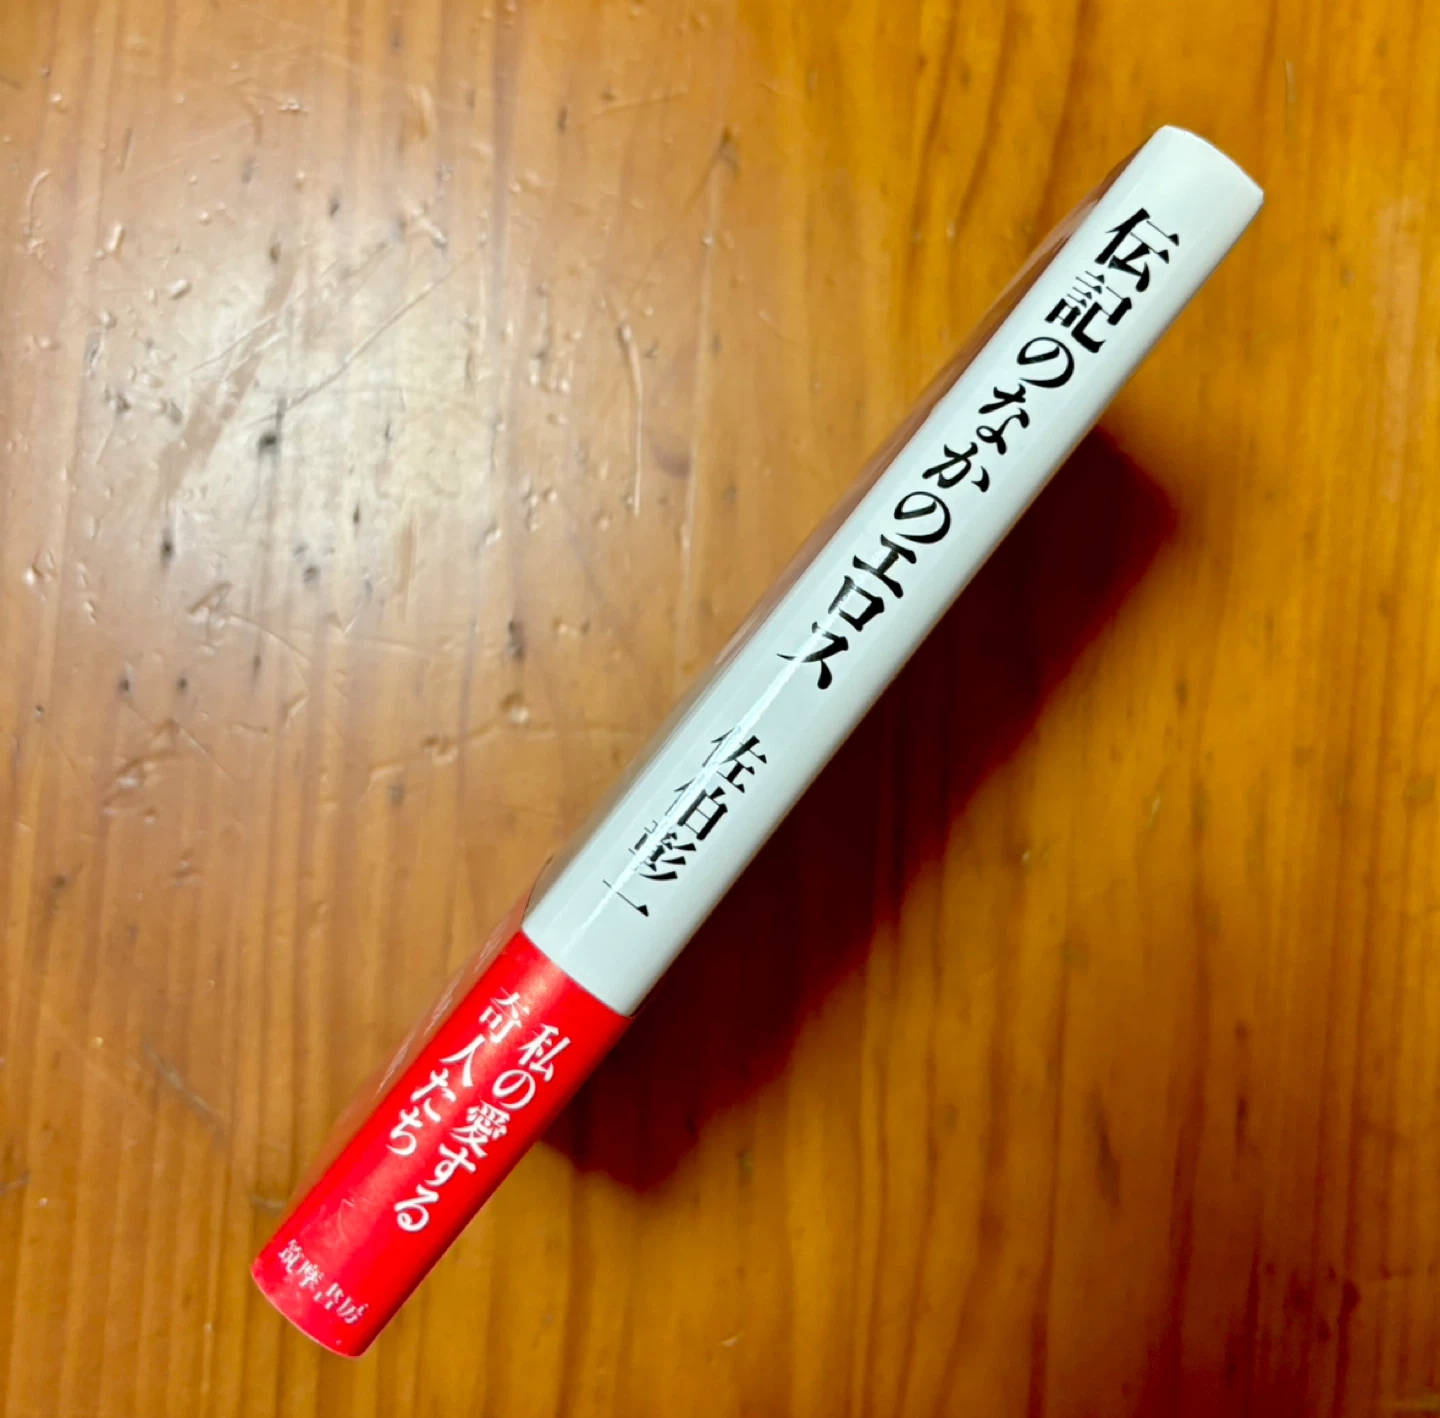 伝記のなかのエロス
佐伯彰一
私の愛する
奇人たち
筑摩書房